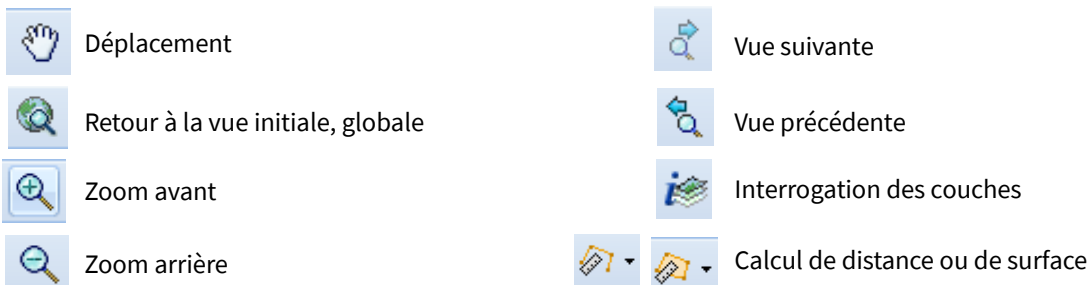 Déplacement
Retour à la vue initiale, globale
Zoom avant
Zoom arrière
Vue suivante
Vue précédente
Interrogation des couches
Calcul de distance ou de surface